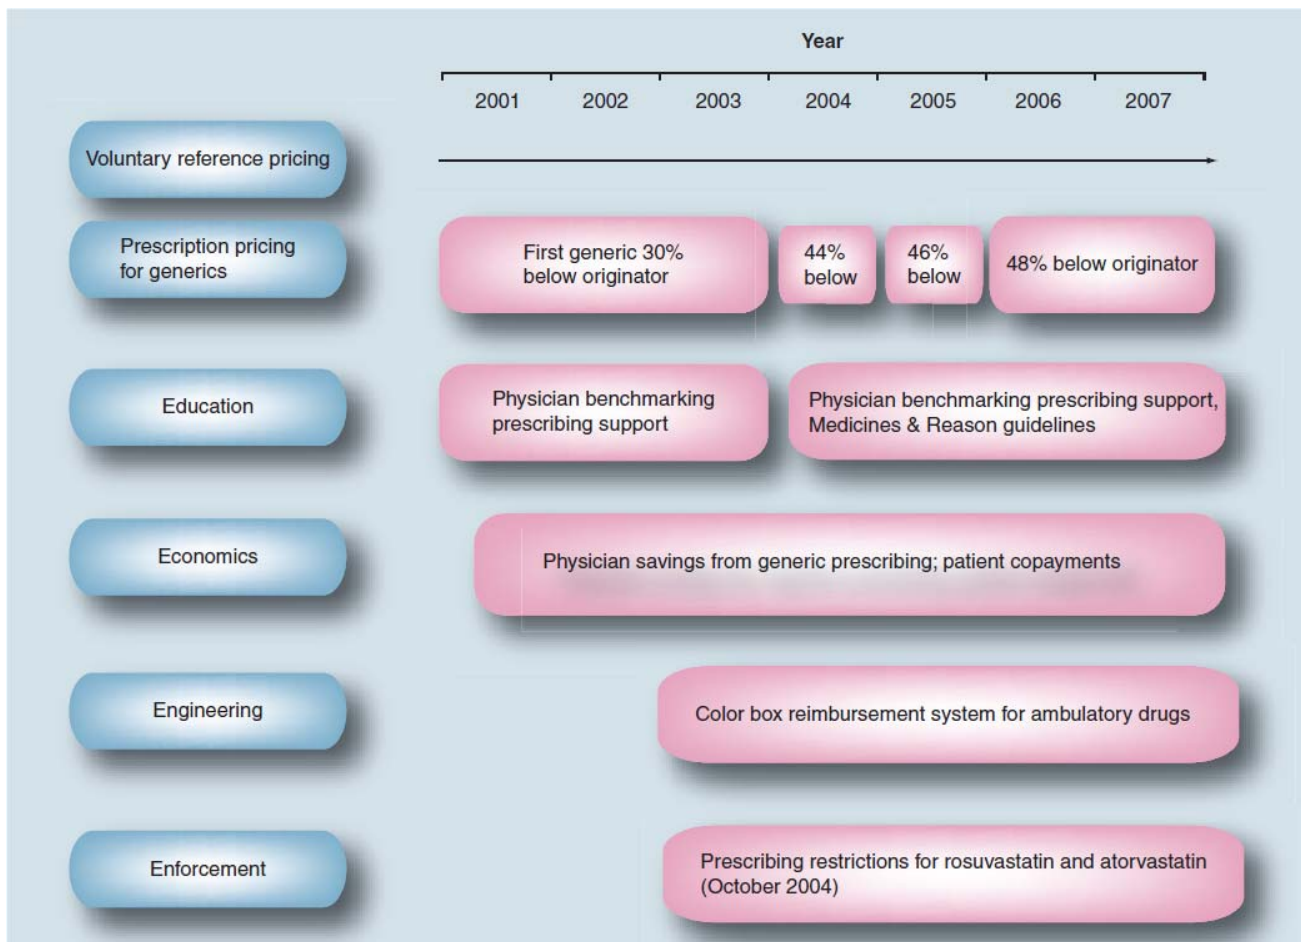 Year
2001 2002 2003 2004 2005 2006 2007
Voluntary reference pricing
Prescription pricing
for generics
First generic 30%
below originator
44%
below
46%
below
48% below originator
Education
Physician benchmarking
prescribing support
Physician benchmarking prescribing support,
Medicines & Reason guidelines
Economics
Physician savings from generic prescribing; patient copayments
Engineering
Color box reimbursement system for ambulatory drugs
Enforcement
Prescribing restrictions for rosuvastatin and atorvastatin
(October 2004)